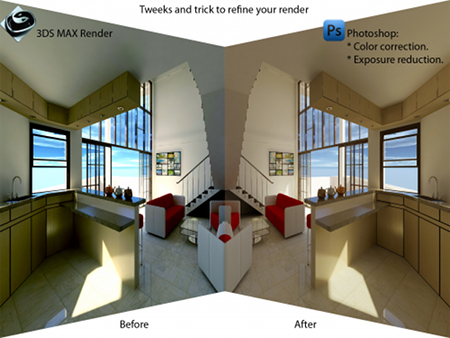 Tweeks and trick to refine your render
3DS MAX Render
Ps
Photoshop:
* Color correction.
* Exposure reduction.
Before
After